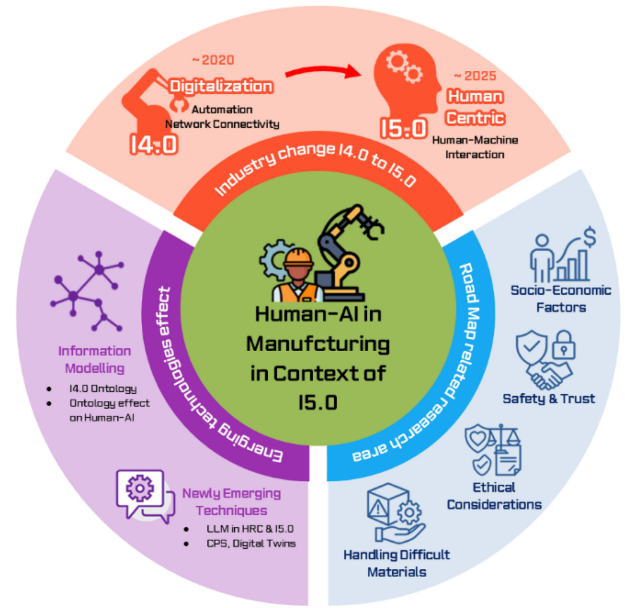 ~ 2020
Digitalization
Automation
Network Connectivity
I4.0
~ 2025
Human
Centric
I5.0
Human-Machine
Interaction
Industry change I4.0 to I5.0
Emerging technologies effect
Road Map related research area
Human-AI in
Manufcturing
in Context of
I5.0
Information
Modelling
• I4.0 Ontology
• Ontology effect
on Human-AI
Newly Emerging
Techniques
• LLM in HRC & I5.0
• CPS, Digital Twins
$
Socio-Economic
Factors
Safety & Trust
Ethical
Considerations
Handling Difficult
Materials